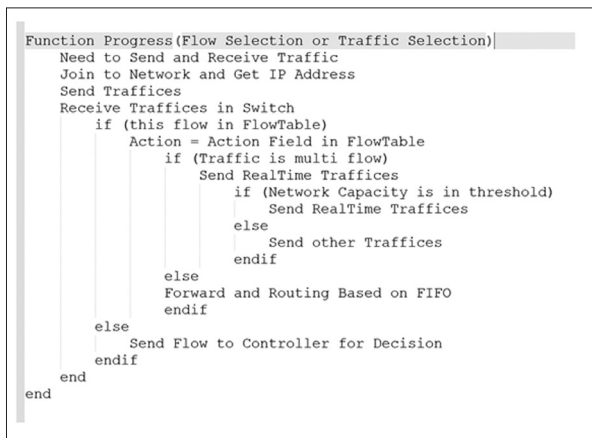 Function Progress(Flow Selection or Traffic Selection)
Need to Send and Receive Traffic
Join to Network and Get IP Address
Send Traffices
Receive Traffices in Switch
if (this flow in FlowTable)
Action = Action Field in FlowTable
if (Traffic is multi flow)
Send RealTime Traffices
if (Network Capacity is in threshold)
Send RealTime Traffices
else
Send other Traffices
endif
else
Forward and Routing Based on FIFO
endif
else
Send Flow to Controller for Decision
endif
end
end